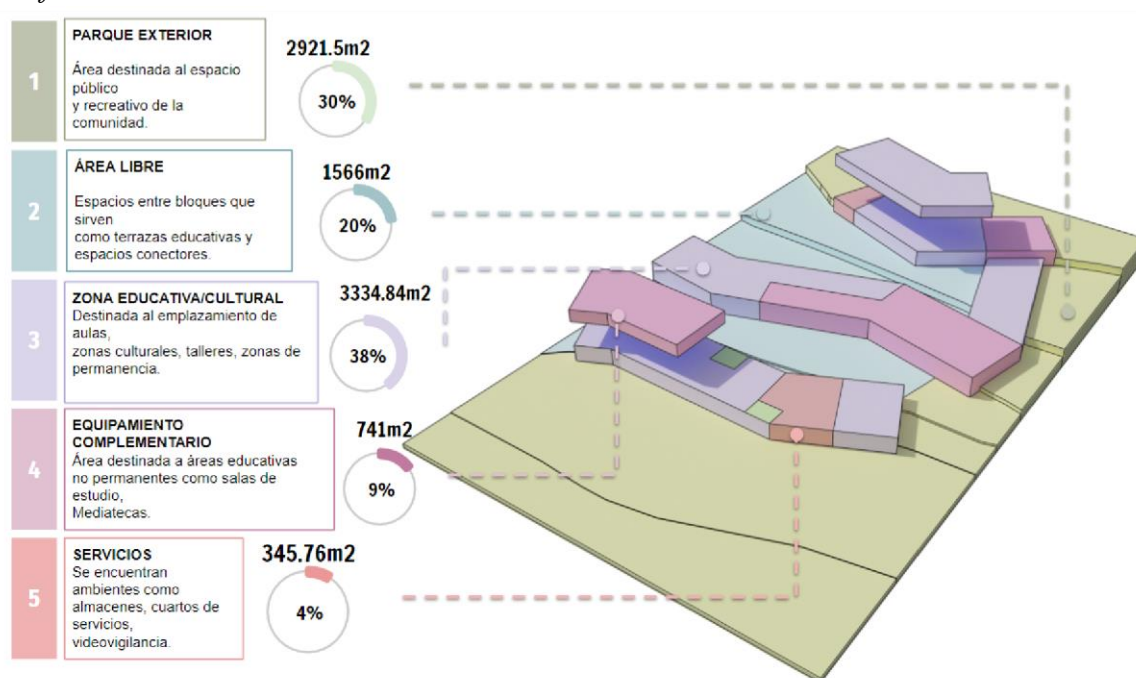 1
PARQUE EXTERIOR
Área destinada al espacio
público
y recreativo de la
comunidad.
2921.5m2
30%
2
ÁREA LIBRE
Espacios entre bloques que
sirven
como terrazas educativas y
espacios conectores.
1566m2
20%
3
ZONA EDUCATIVA/CULTURAL
Destinada al emplazamiento de
aulas,
zonas culturales, talleres, zonas de
permanencia.
3334.84m2
38%
4
EQUIPAMIENTO
COMPLEMENTARIO
Área destinada a áreas educativas
no permanentes como salas de
estudio,
Mediatecas.
741m2
9%
5
SERVICIOS
Se encuentran
ambientes como
almacenes, cuartos de
servicios,
videovigilancia.
345.76m2
4%